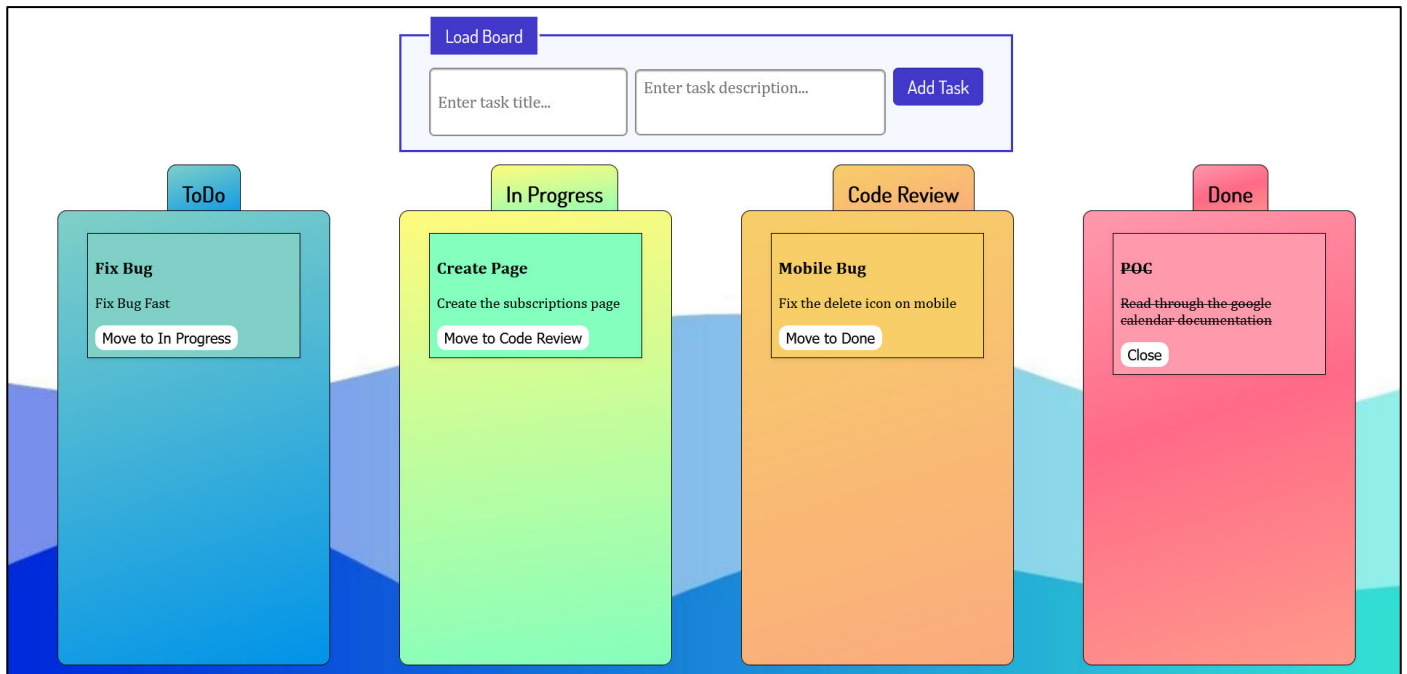 Load Board
Enter task title...
Enter task description...
Add Task
ToDo
Fix Bug
Fix Bug Fast
Move to In Progress
In Progress
Create Page
Create the subscriptions page
Move to Code Review
Code Review
Mobile Bug
Fix the delete icon on mobile
Move to Done
Done
POC
Read through the google
calendar documentation
Close